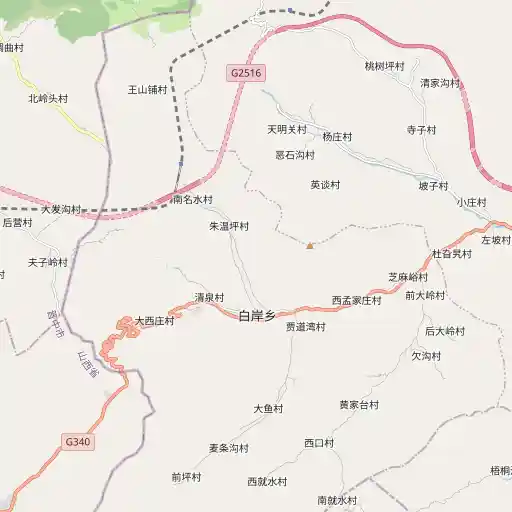 调曲村
桃树坪村
G2516
清家沟村
王山铺村
北岭头村
天明关村
杨庄村
寺子村
恶石沟村
英谈村
坡子村
南名水村
小庄村
大发沟村
后营村
朱温坪村
左坡村
杜旮旯村
夫子岭村
村
芝麻峪村
前大岭村
清泉村
西孟家庄村
白岸乡
大西庄村
晋中市
贾道湾村
后大岭村
欠沟村
山西省
大鱼村
黄家台村
G340
西口村
麦条沟村
梧桐
前坪村
西就水村
南就水村